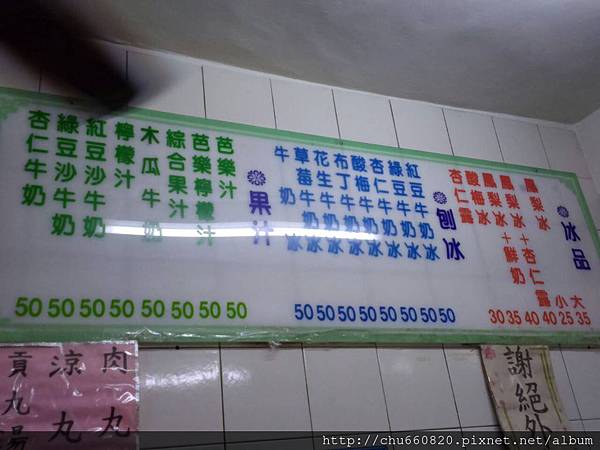 冰品
鳳梨冰 大 35 小 25
鳳梨冰+杏仁露 40
鳳梨冰+鮮奶 40
酸梅冰 35
杏仁露 30
刨冰
紅豆牛奶冰 50
綠豆牛奶冰 50
杏仁牛奶冰 50
酸梅牛奶冰 50
布丁牛奶冰 50
花生牛奶冰 50
草莓牛奶冰 50
牛奶冰 50
果汁
芭樂汁 50
芭樂檸檬汁 50
綜合果汁 50
木瓜牛奶 50
檸檬汁 50
紅豆沙牛奶 50
綠豆沙牛奶 50
杏仁牛奶 50
謝絕外
肉丸
涼丸
貢丸湯
http://chu660820.pixnet.net/album